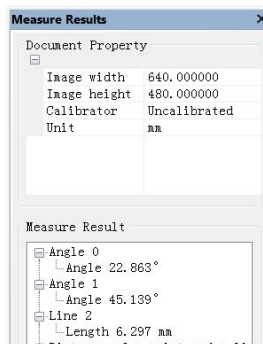 Measure Results
Document Property
Image width 640.000000
Image height 480.000000
Calibrator Uncalibrated
Unit mm
Measure Result
Angle 0
Angle 22.863°
Angle 1
Angle 45.139°
Line 2
Length 6.297 mm